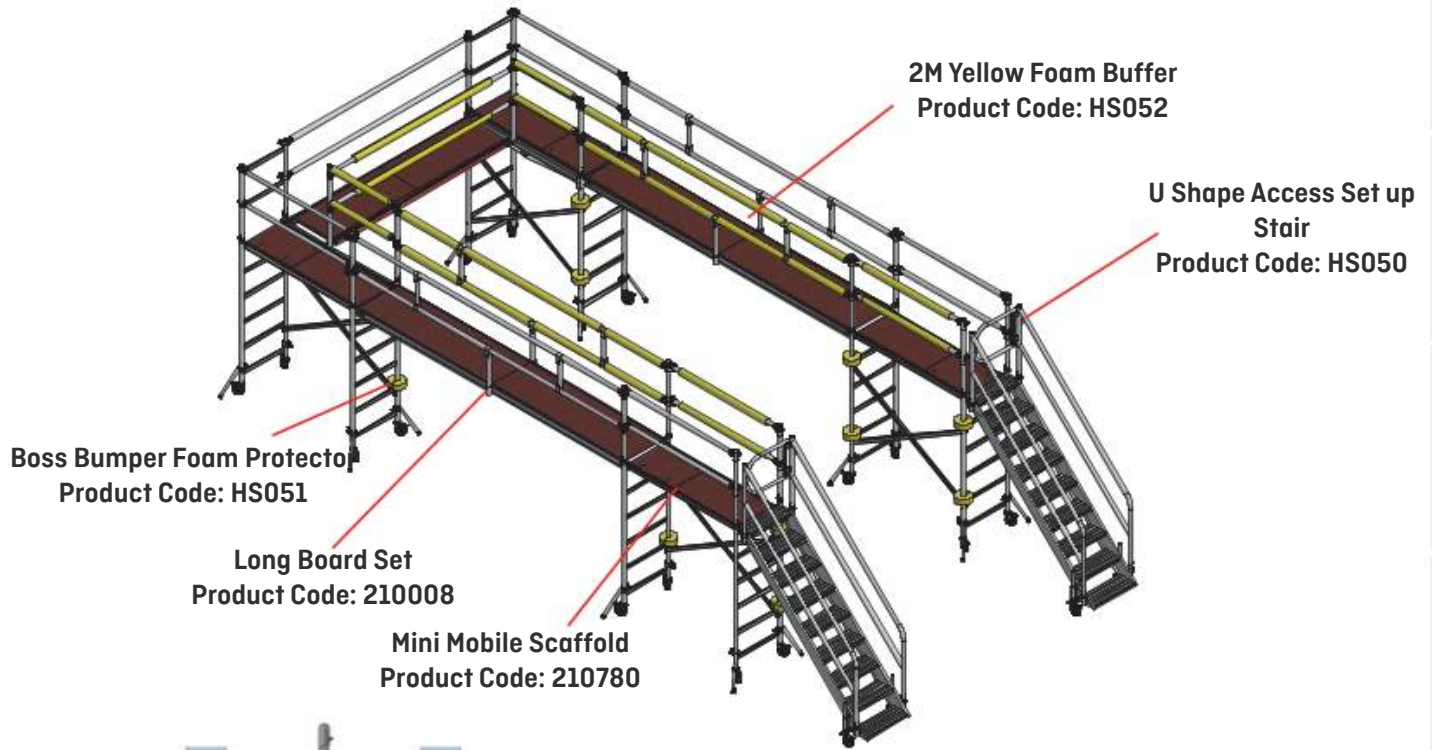 2M Yellow Foam Buffer
Product Code: HS052
U Shape Access Set up
Stair
Product Code: HS050
Boss Bumper Foam Protector
Product Code: HS051
Long Board Set
Product Code: 210008
Mini Mobile Scaffold
Product Code: 210780